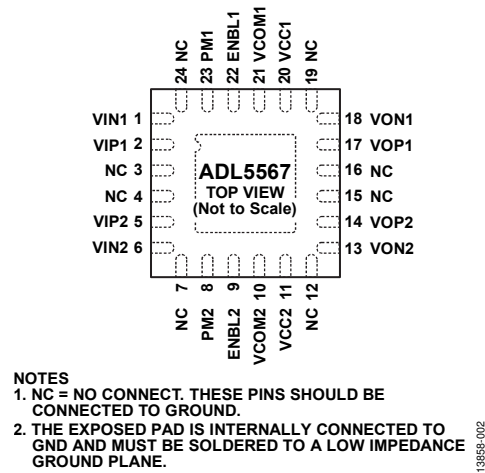 24 NC
23 PM1
22 ENBL1
21 VCOM1
20 VCC1
19 NC
VIN1 1
VIP1 2
NC 3
NC 4
VIP2 5
VIN2 6
ADL5567
TOP VIEW
(Not to Scale)
18 VON1
17 VOP1
16 NC
15 NC
14 VOP2
13 VON2
NC 7
PM2 8
ENBL2 9
VCOM2 10
VCC2 11
NC 12
NOTES
1. NC = NO CONNECT. THESE PINS SHOULD BE
CONNECTED TO GROUND.
2. THE EXPOSED PAD IS INTERNALLY CONNECTED TO
GND AND MUST BE SOLDERED TO A LOW IMPEDANCE
GROUND PLANE.
13858-002